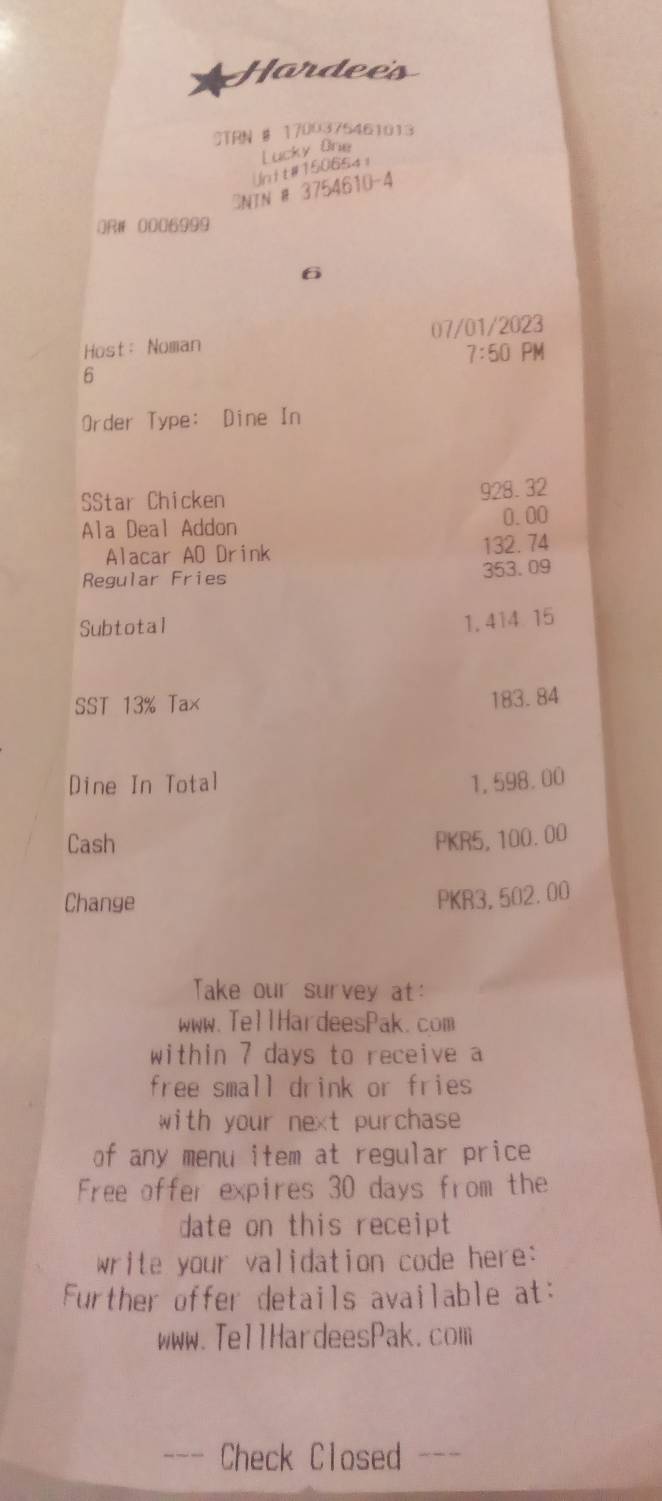 Hardee's
STRN # 1700375461013
Lucky One
Unit#1506541
SNTN # 3754610-4
OR# 0006999
6
07/01/2023
Host: Noman 7:50 PM
6
Order Type: Dine In
SStar Chicken 928.32
Ala Deal Addon 0.00
Alacar AO Drink 132.74
Regular Fries 353.09
Subtotal 1,414 15
SST 13% Tax 183.84
Dine In Total 1,598.00
Cash PKR5,100.00
Change PKR3,502.00
Take our survey at:
www.TellHardeesPak.com
within 7 days to receive a
free small drink or fries
with your next purchase
of any menu item at regular price
Free offer expires 30 days from the
date on this receipt
write your validation code here:
Further offer details available at:
www.TellHardeesPak.com
--- Check Closed ---